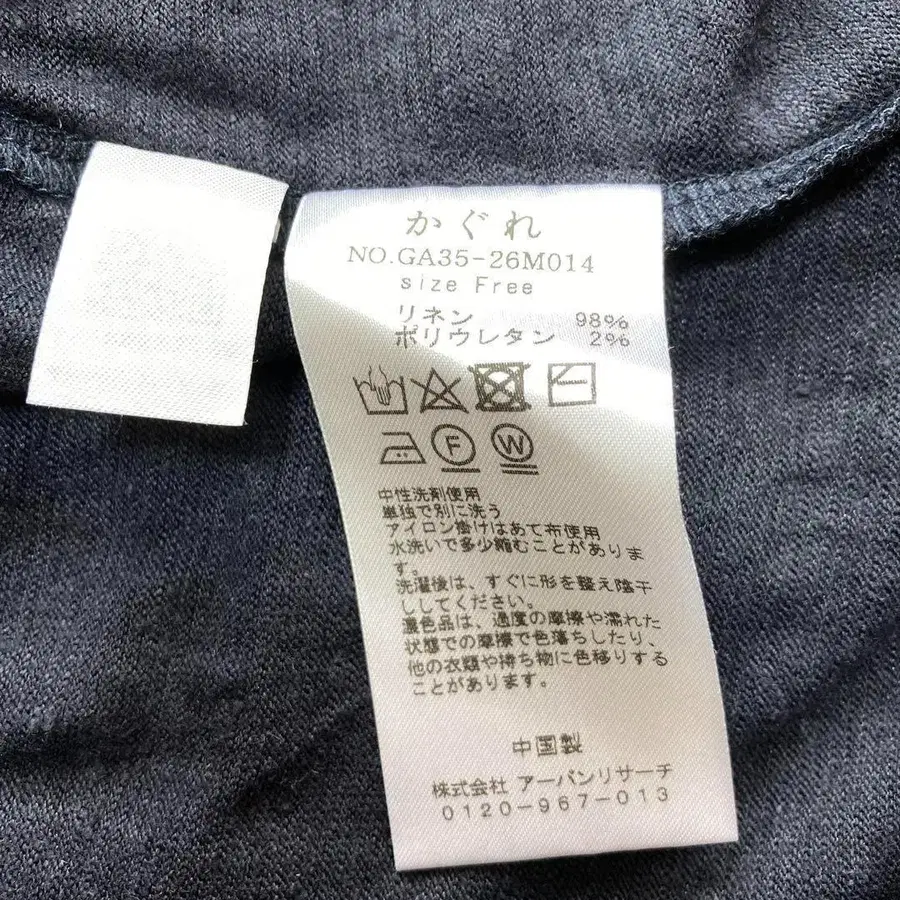 かぐれ
NO.GA35-26M014
size Free
リネン 98%
ポリウレタン 2%
F W
中性洗剤使用
単独で別に洗う
アイロン掛けはあて布使用
水洗いで多少縮むことがありま
す。
洗濯後は、すぐに形を整え陰干
ししてください。
濃色品は、過度の摩擦や濡れた
状態での摩擦で色落ちしたり、
他の衣類や持ち物に色移りする
ことがあります。
中国製
株式会社 アーバンリサーチ
0120-967-013